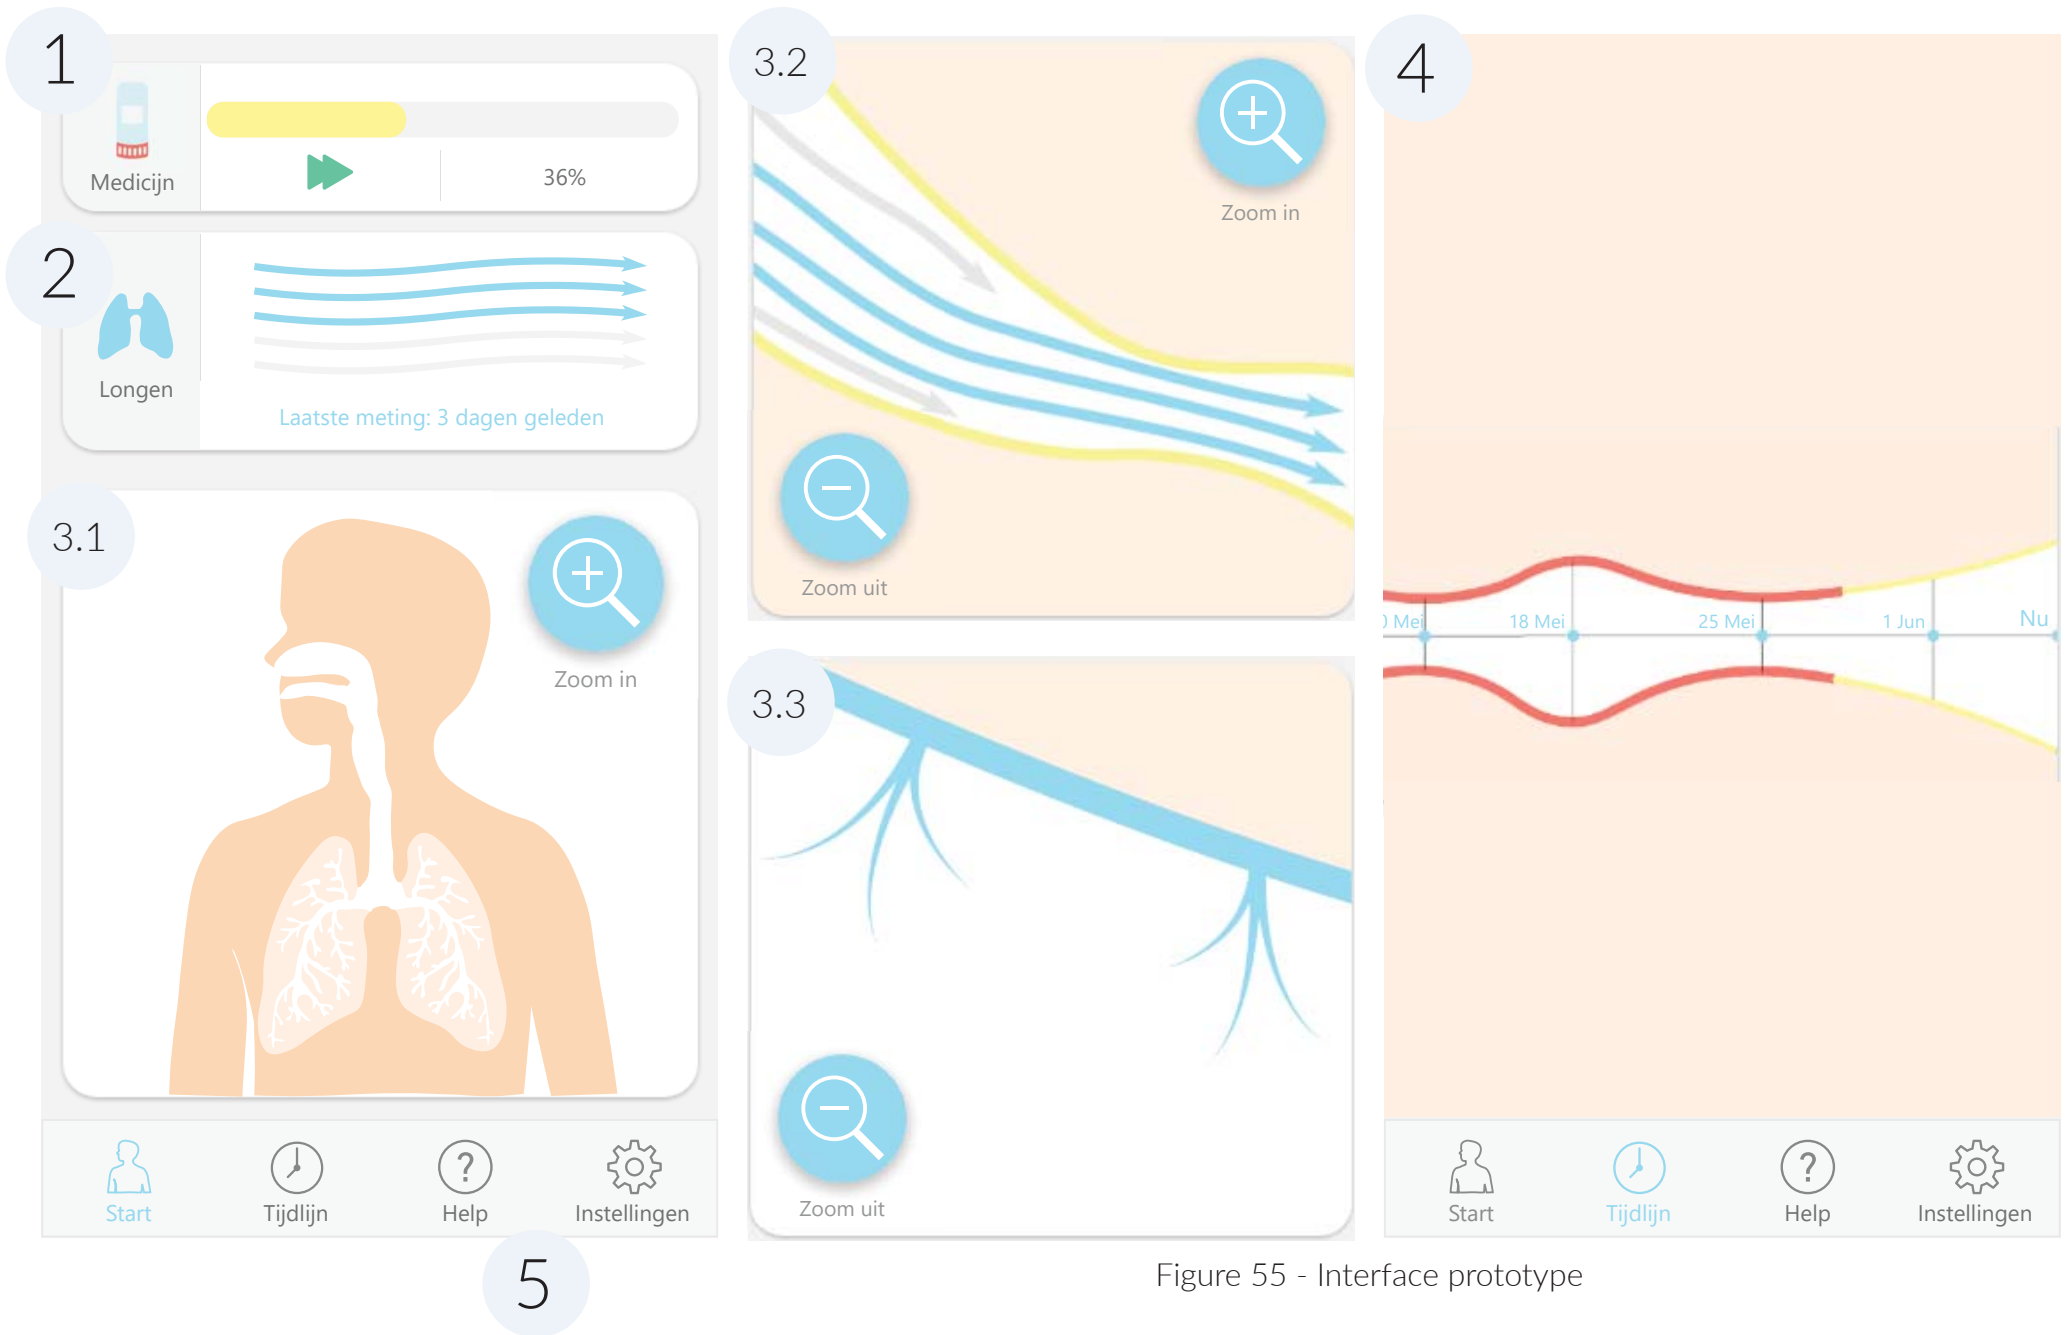 1
Medicijn
36%
2
Longen
Laatste meting: 3 dagen geleden
3.1
Zoom in
Start
Tijdlijn
Help
Instellingen
5
3.2
Zoom in
Zoom uit
3.3
Zoom uit
4
0 Mei
18 Mei
25 Mei
1 Jun
Nu
Start
Tijdlijn
Help
Instellingen
Figure 55 - Interface prototype